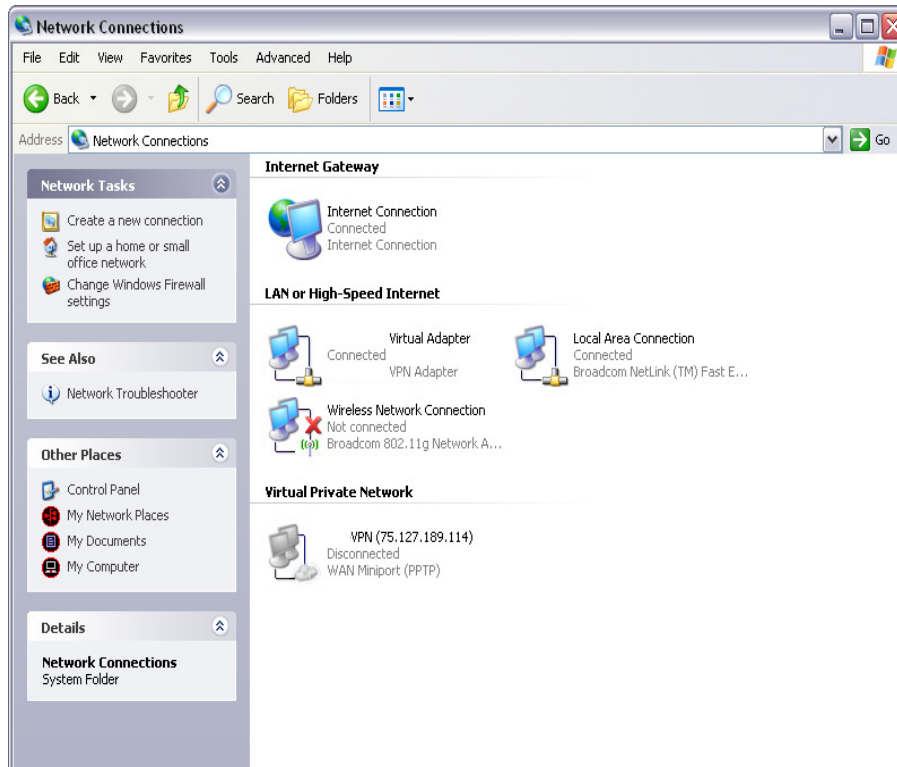 Network Connections
File Edit View Favorites Tools Advanced Help
Back Search Folders
Address Network Connections Go
Network Tasks
Create a new connection
Set up a home or small
office network
Change Windows Firewall
settings
See Also
Network Troubleshooter
Other Places
Control Panel
My Network Places
My Documents
My Computer
Details
Network Connections
System Folder
Internet Gateway
Internet Connection
Connected
Internet Connection
LAN or High-Speed Internet
Virtual Adapter
Connected
VPN Adapter
Local Area Connection
Connected
Broadcom NetLink (TM) Fast E...
Wireless Network Connection
Not connected
Broadcom 802.11g Network A...
Virtual Private Network
VPN (75.127.189.114)
Disconnected
WAN Miniport (PPTP)